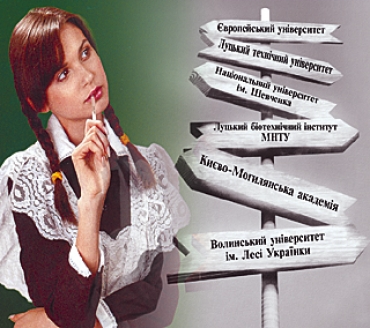 Європейський університет
Луцький технічний університет
Національний університет
ім. Шевченка
Луцький біотехнічний інститут
МНТУ
Києво-Могилянська академія
Волинський університет
ім. Лесі Українки